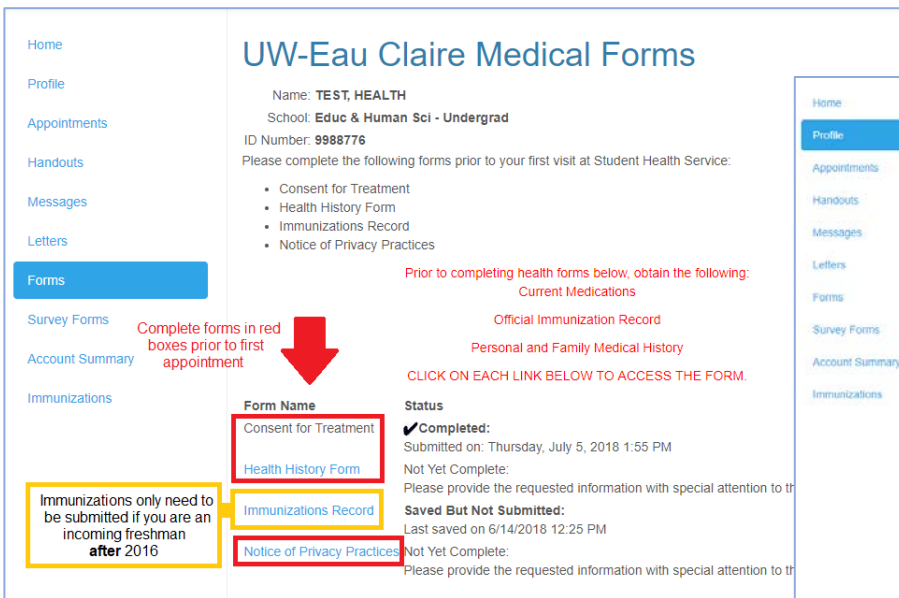 Home
Profile
Appointments
Handouts
Messages
Letters
Forms
Survey Forms
Account Summary
Immunizations
UW-Eau Claire Medical Forms
Name: TEST, HEALTH
School: Educ & Human Sci - Undergrad
ID Number: 9988776
Please complete the following forms prior to your first visit at Student Health Service:
• Consent for Treatment
• Health History Form
• Immunizations Record
• Notice of Privacy Practices
Prior to completing health forms below, obtain the following:
Current Medications
Official Immunization Record
Personal and Family Medical History
CLICK ON EACH LINK BELOW TO ACCESS THE FORM.
Complete forms in red
boxes prior to first
appointment
Form Name Status
Consent for Treatment ✔Completed:
Submitted on: Thursday, July 5, 2018 1:55 PM
Health History Form Not Yet Complete:
Please provide the requested information with special attention to th
Immunizations Record Saved But Not Submitted:
Last saved on 6/14/2018 12:25 PM
Notice of Privacy Practices Not Yet Complete:
Please provide the requested information with special attention to th
Immunizations only need to
be submitted if you are an
incoming freshman
after 2016
Home
Profile
Appointments
Handouts
Messages
Letters
Forms
Survey Forms
Account Summary
Immunizations